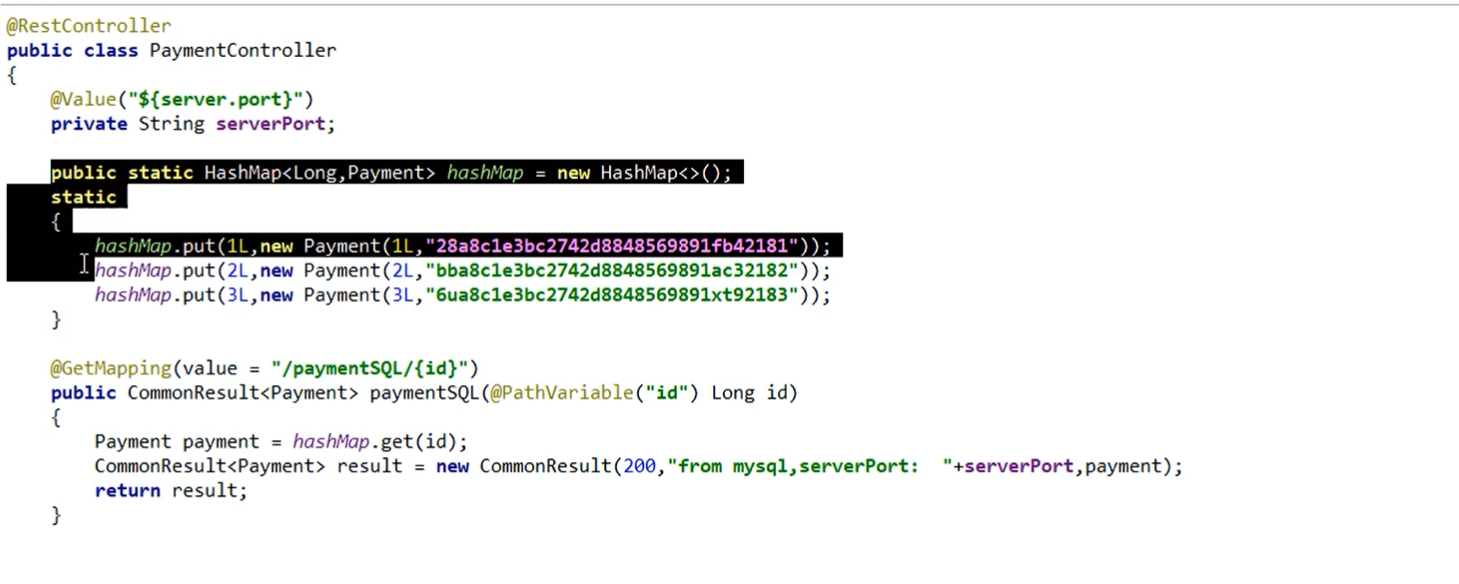 @RestController
public class PaymentController
{
    @Value("${server.port}")
    private String serverPort;

    public static HashMap<Long,Payment> hashMap = new HashMap<>();
    static
    {
        hashMap.put(1L,new Payment(1L,"28a8c1e3bc2742d8848569891fb42181"));
        hashMap.put(2L,new Payment(2L,"bba8c1e3bc2742d8848569891ac32182"));
        hashMap.put(3L,new Payment(3L,"6ua8c1e3bc2742d8848569891xt92183"));
    }

    @GetMapping(value = "/paymentSQL/{id}")
    public CommonResult<Payment> paymentSQL(@PathVariable("id") Long id)
    {
        Payment payment = hashMap.get(id);
        CommonResult<Payment> result = new CommonResult(200,"from mysql,serverPort:  "+serverPort,payment);
        return result;
    }